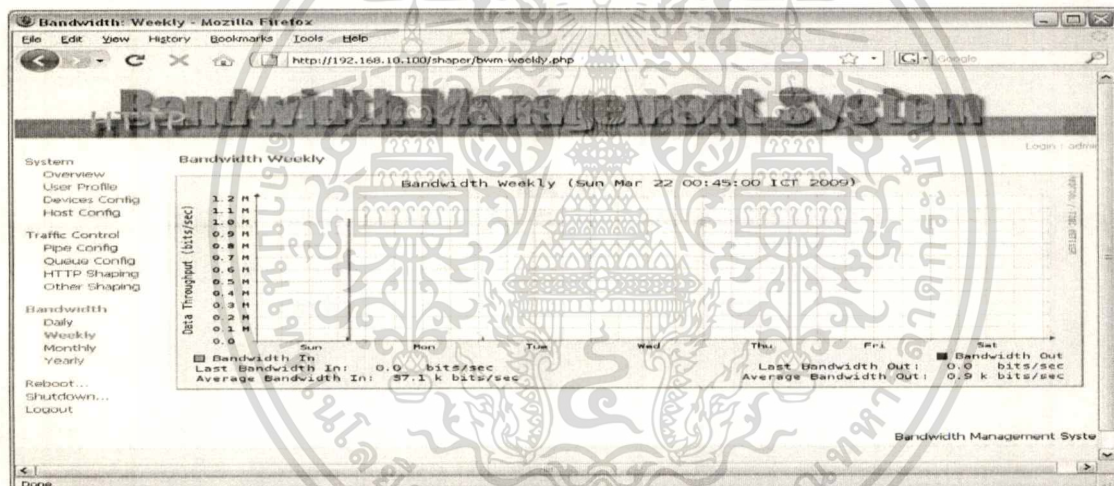 Bandwidth: Weekly - Mozilla Firefox
File Edit View History Bookmarks Tools Help
http://192.168.10.100/shaper/bwm-weekly.php
Google
HTTP Bandwidth Management System
Login : admin
System
Overview
User Profile
Devices Config
Host Config
Traffic Control
Pipe Config
Queue Config
HTTP Shaping
Other Shaping
Bandwidth
Daily
Weekly
Monthly
Yearly
Reboot...
Shutdown...
Logout
Bandwidth Weekly
Bandwidth Weekly (Sun Mar 22 00:45:00 ICT 2009)
Data Throughput (bits/sec)
1.2 M
1.1 M
1.0 M
0.9 M
0.8 M
0.7 M
0.6 M
0.5 M
0.4 M
0.3 M
0.2 M
0.1 M
0.0
Sun Mon Tue Wed Thu Fri Sat
Bandwidth In
Last Bandwidth In: 0.0 bits/sec
Average Bandwidth In: 57.1 k bits/sec
Bandwidth Out
Last Bandwidth Out: 0.0 bits/sec
Average Bandwidth Out: 0.9 k bits/sec
Bandwidth Management Syste
Done